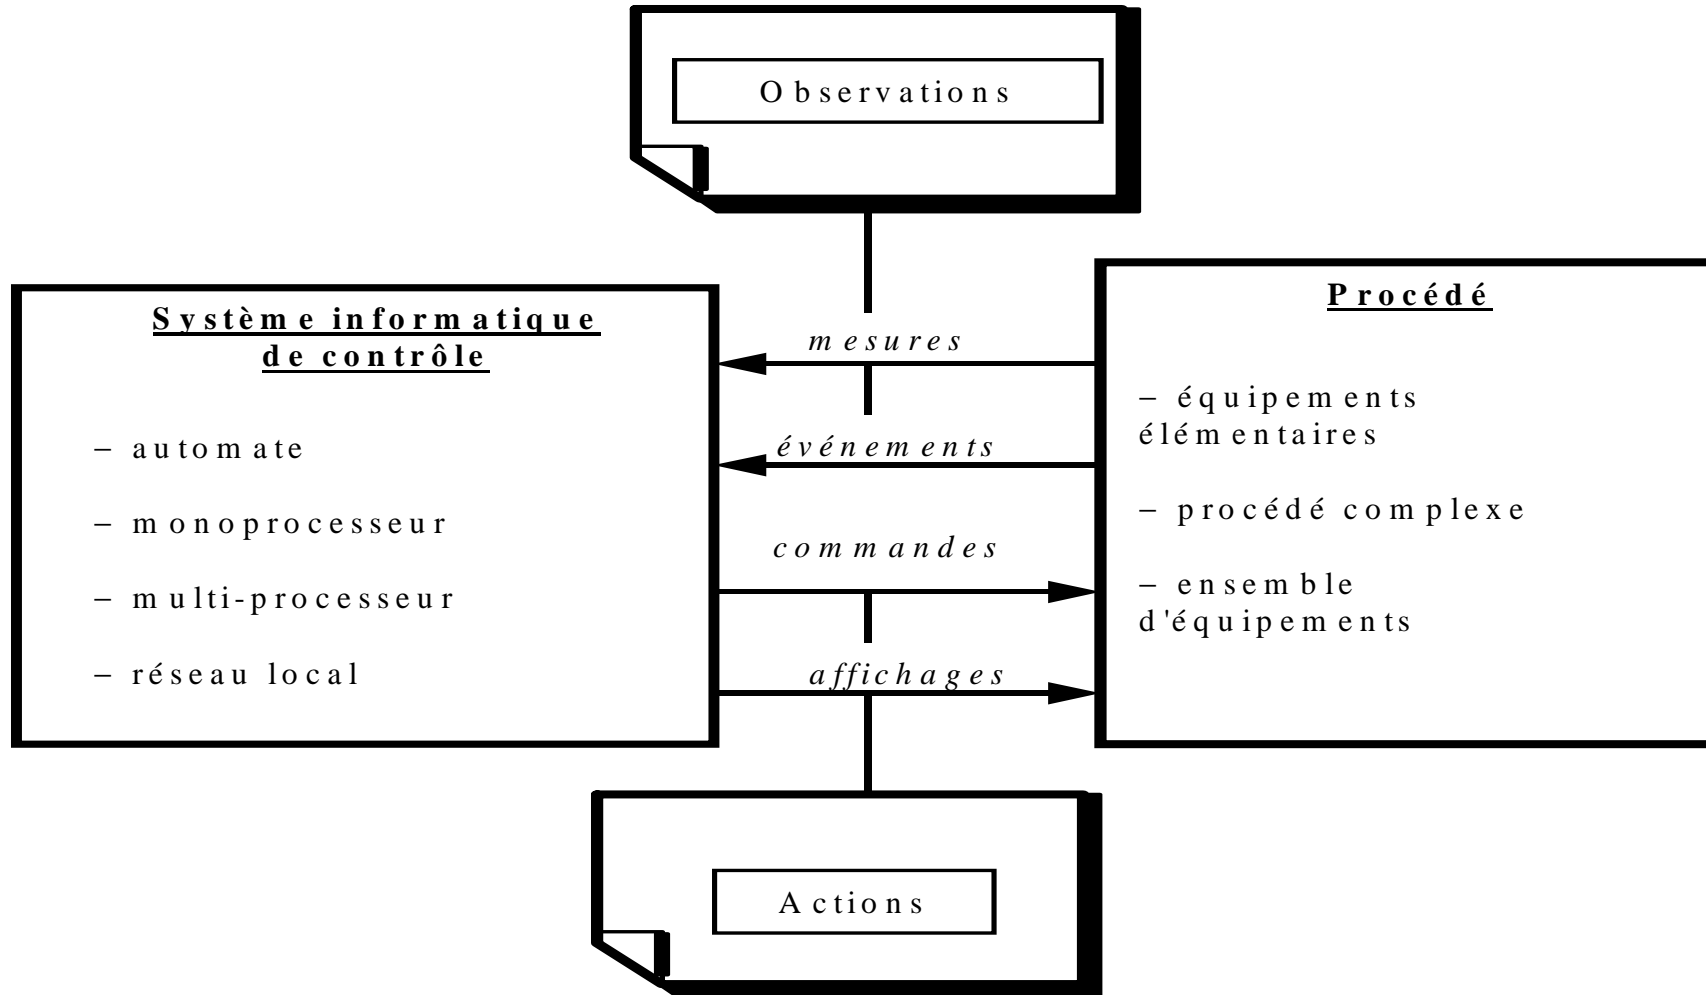 Observations
Système informatique
de contrôle
– automate
– monoprocesseur
– multi-processeur
– réseau local
mesures
événements
commandes
affichages
Procédé
– équipements
élémentaires
– procédé complexe
– ensemble
d'équipements
Actions